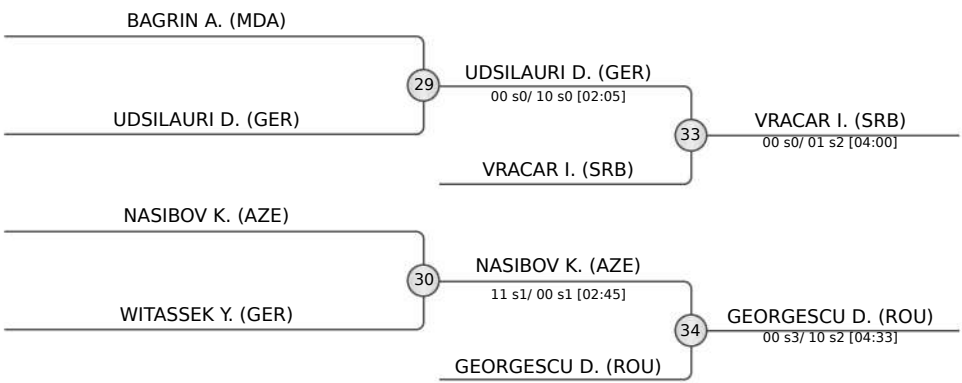 BAGRIN A. (MDA)
29
UDSILAURI D. (GER)
00 s0/ 10 s0 [02:05]
UDSILAURI D. (GER)
33
VRACAR I. (SRB)
00 s0/ 01 s2 [04:00]
VRACAR I. (SRB)
NASIBOV K. (AZE)
30
NASIBOV K. (AZE)
11 s1/ 00 s1 [02:45]
WITASSEK Y. (GER)
34
GEORGESCU D. (ROU)
00 s3/ 10 s2 [04:33]
GEORGESCU D. (ROU)